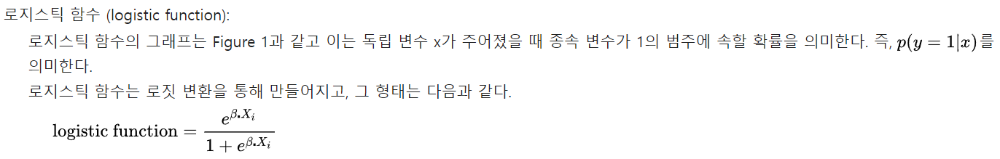 로지스틱 함수 (logistic function):
로지스틱 함수의 그래프는 Figure 1과 같고 이는 독립 변수 x가 주어졌을 때 종속 변수가 1의 범주에 속할 확률을 의미한다. 즉, p(y = 1|x)를
의미한다.
로지스틱 함수는 로짓 변환을 통해 만들어지고, 그 형태는 다음과 같다.
logistic function = \frac{e^{\beta \centerdot X_i}}{1 + e^{\beta \centerdot X_i}}